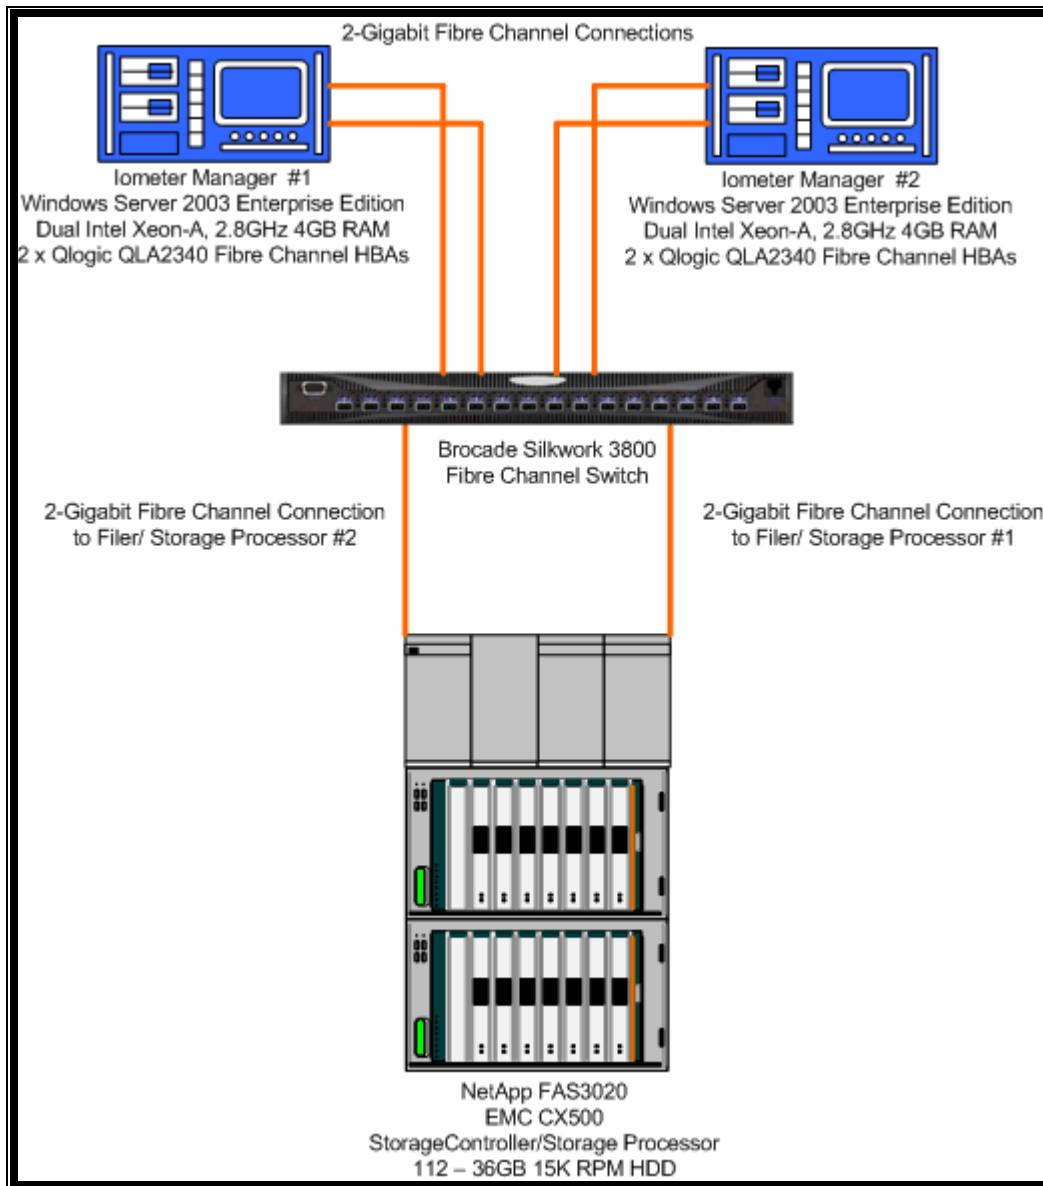 2-Gigabit Fibre Channel Connections
Iometer Manager #1
Windows Server 2003 Enterprise Edition
Dual Intel Xeon-A, 2.8GHz 4GB RAM
2 x Qlogic QLA2340 Fibre Channel HBAs
Iometer Manager #2
Windows Server 2003 Enterprise Edition
Dual Intel Xeon-A, 2.8GHz 4GB RAM
2 x Qlogic QLA2340 Fibre Channel HBAs
Brocade Silkwork 3800
Fibre Channel Switch
2-Gigabit Fibre Channel Connection
to Filer/ Storage Processor #2
2-Gigabit Fibre Channel Connection
to Filer/ Storage Processor #1
NetApp FAS3020
EMC CX500
StorageController/Storage Processor
112 – 36GB 15K RPM HDD